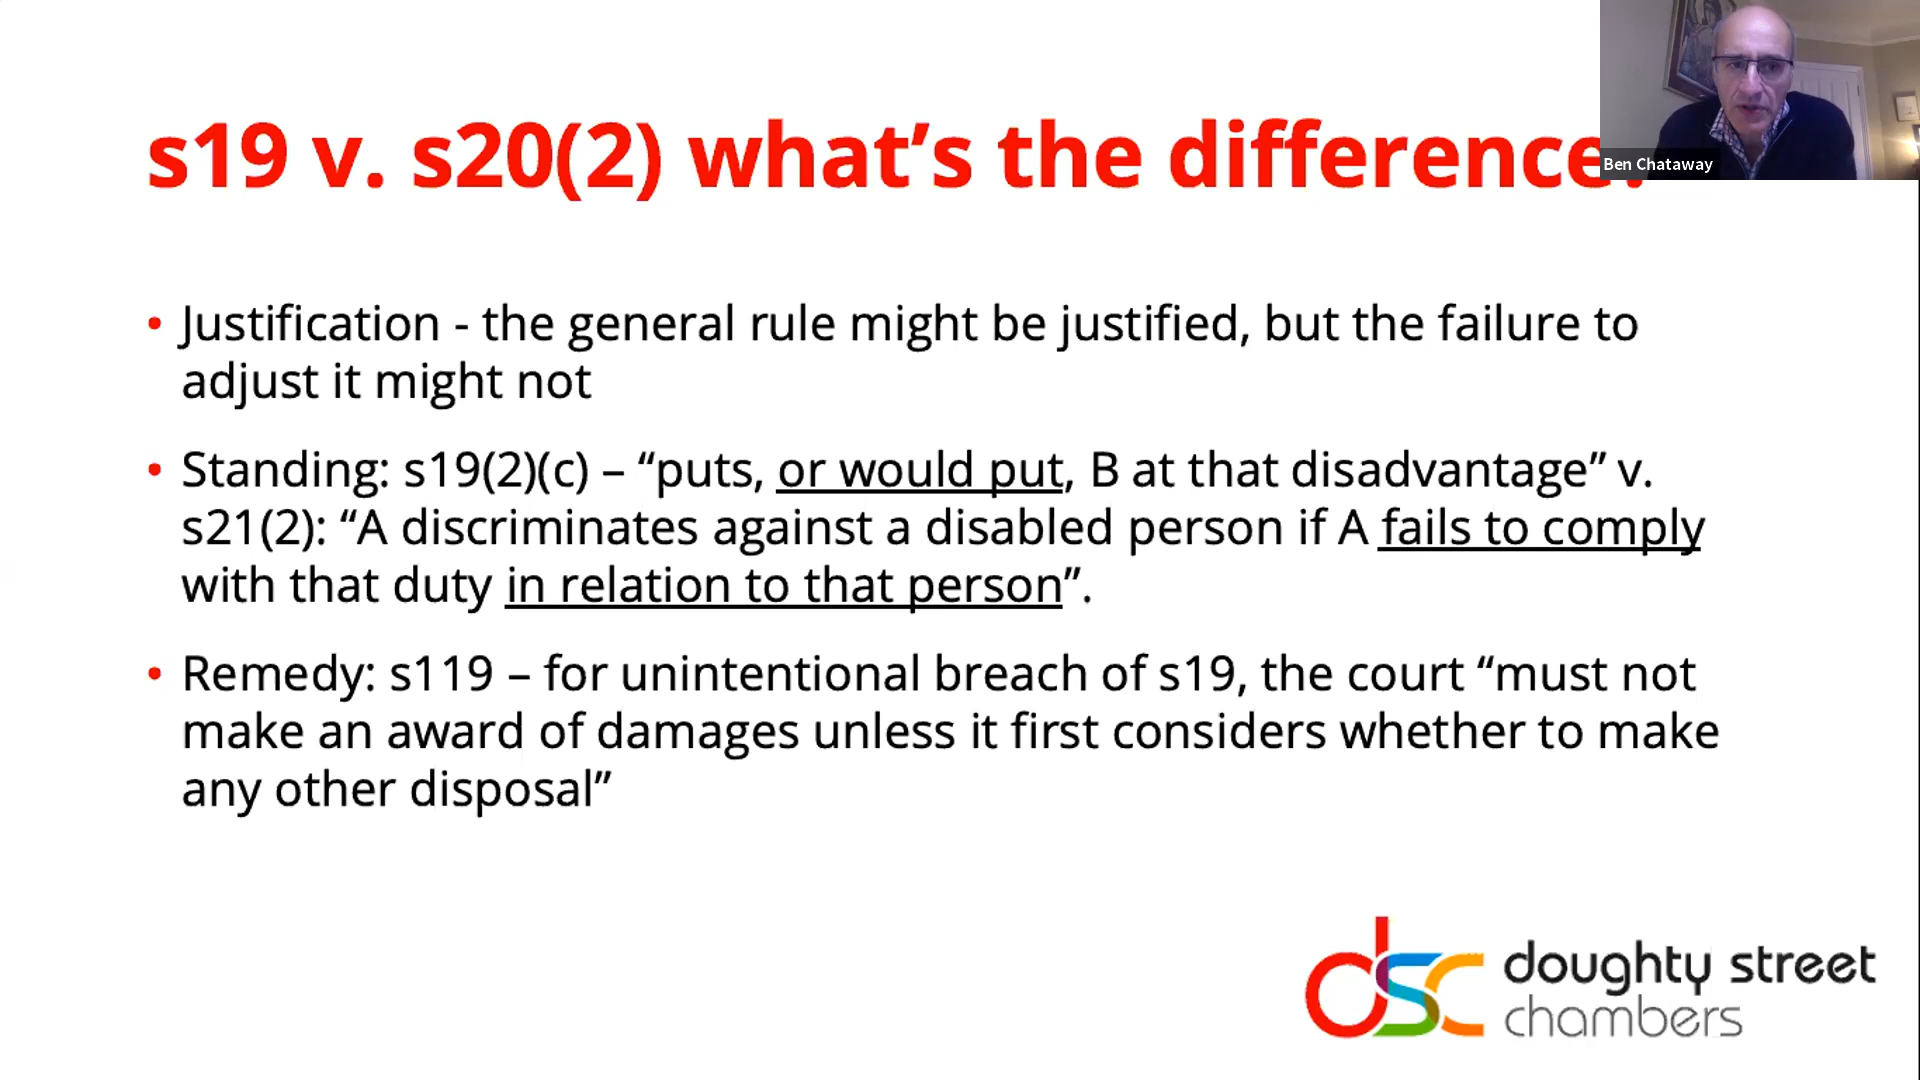 s19 v. s20(2) what’s the difference
Ben Chataway
• Justification - the general rule might be justified, but the failure to
adjust it might not
• Standing: s19(2)(c) – “puts, or would put, B at that disadvantage” v.
s21(2): “A discriminates against a disabled person if A fails to comply
with that duty in relation to that person”.
• Remedy: s119 – for unintentional breach of s19, the court “must not
make an award of damages unless it first considers whether to make
any other disposal”
dsc doughty street
chambers